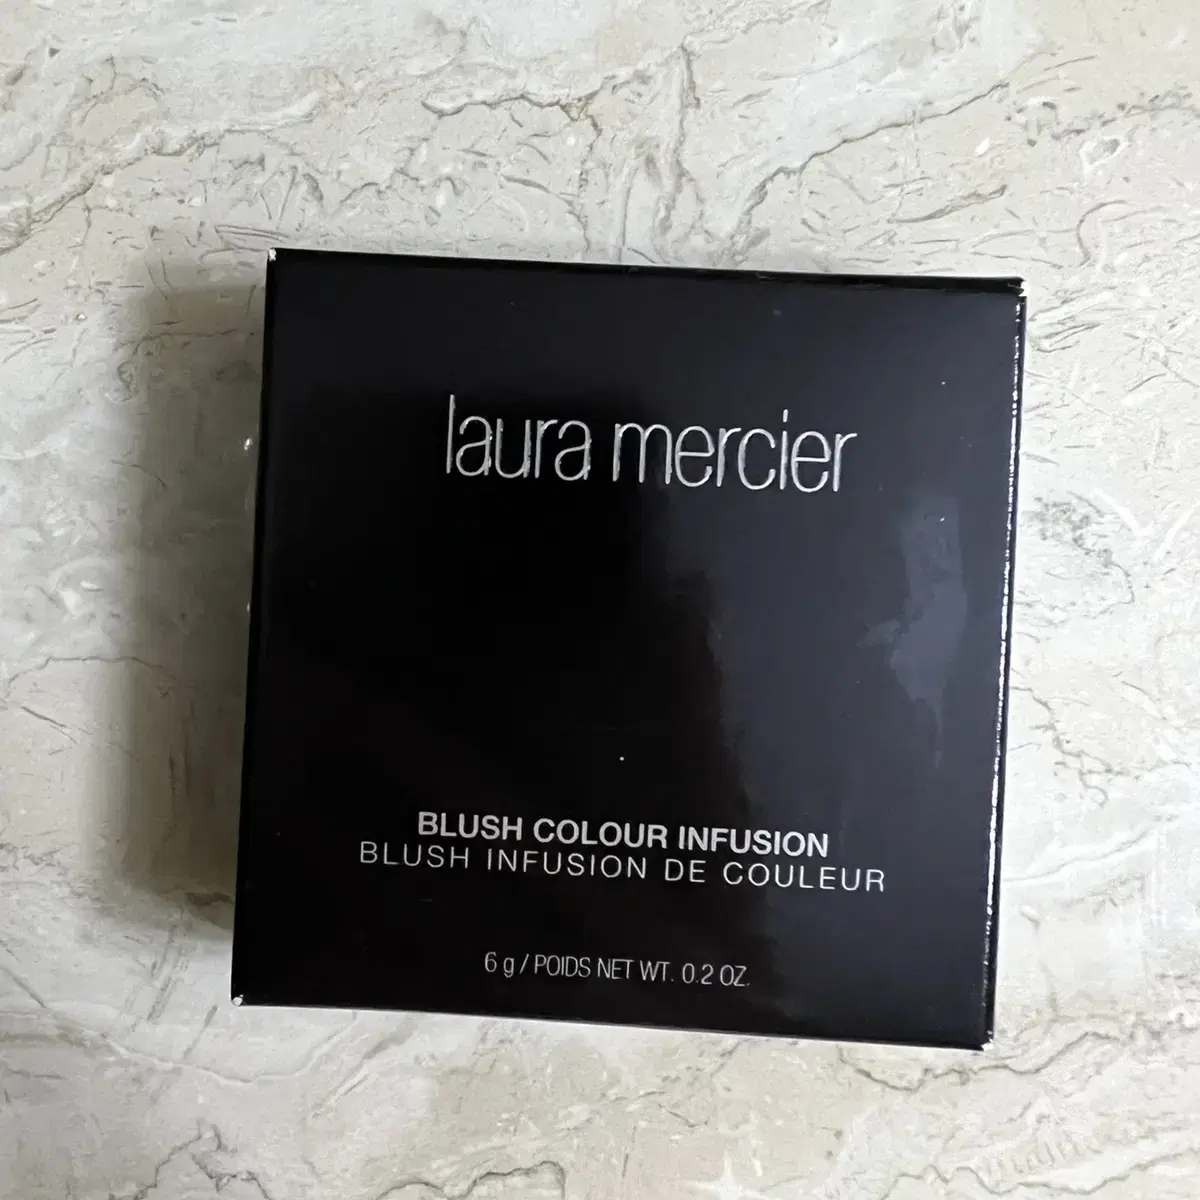 laura mercier
BLUSH COLOUR INFUSION
BLUSH INFUSION DE COULEUR
6 g / POIDS NET WT. 0.2 OZ.